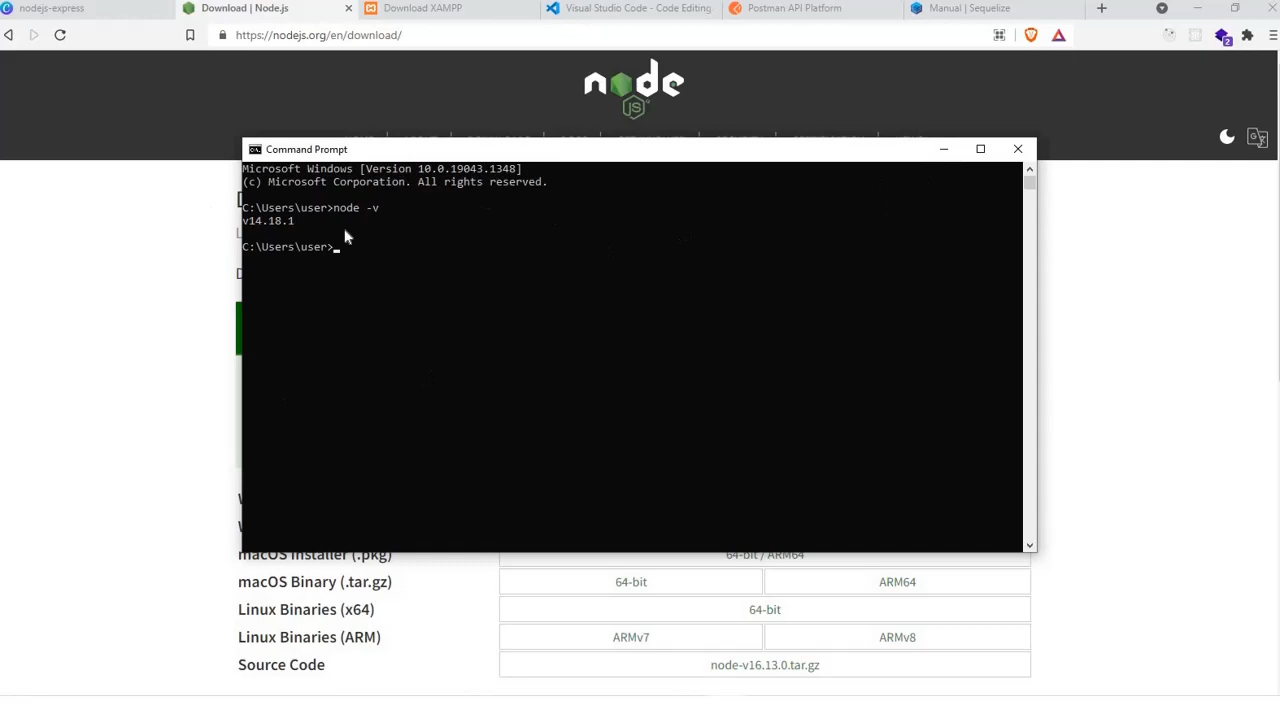 nodejs-express
Download | Node.js
Download XAMPP
Visual Studio Code - Code Editing
Postman API Platform
Manual | Sequelize
https://nodejs.org/en/download/
2
node
JS
Command Prompt
Microsoft Windows [Version 10.0.19043.1348]
(c) Microsoft Corporation. All rights reserved.
C:\Users\user>node -v
v14.18.1
C:\Users\user>
macOS Installer (.pkg)
64-bit / ARM64
macOS Binary (.tar.gz)
64-bit
ARM64
Linux Binaries (x64)
64-bit
Linux Binaries (ARM)
ARMv7
ARMv8
Source Code
node-v16.13.0.tar.gz